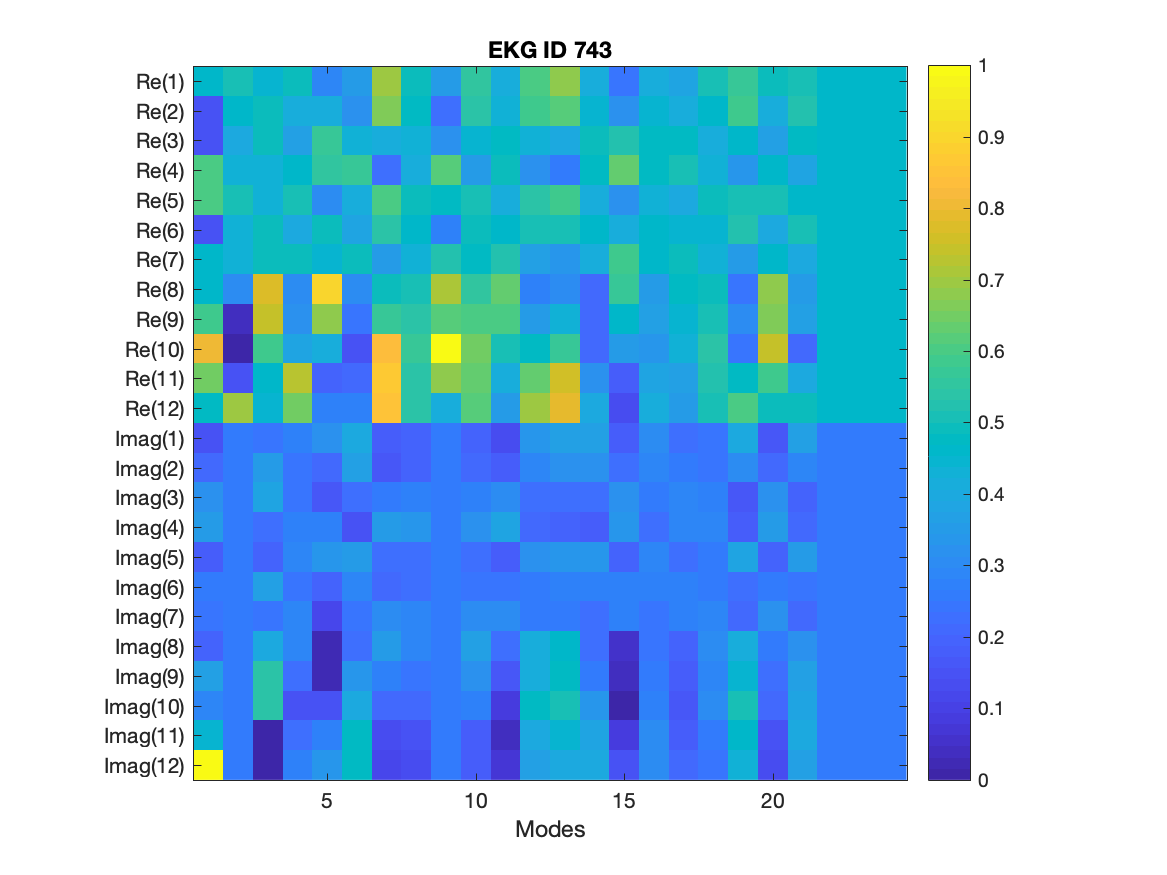 EKG ID 743
Re(1)
Re(2)
Re(3)
Re(4)
Re(5)
Re(6)
Re(7)
Re(8)
Re(9)
Re(10)
Re(11)
Re(12)
Imag(1)
Imag(2)
Imag(3)
Imag(4)
Imag(5)
Imag(6)
Imag(7)
Imag(8)
Imag(9)
Imag(10)
Imag(11)
Imag(12)
5 10 15 20
Modes
1
0.9
0.8
0.7
0.6
0.5
0.4
0.3
0.2
0.1
0